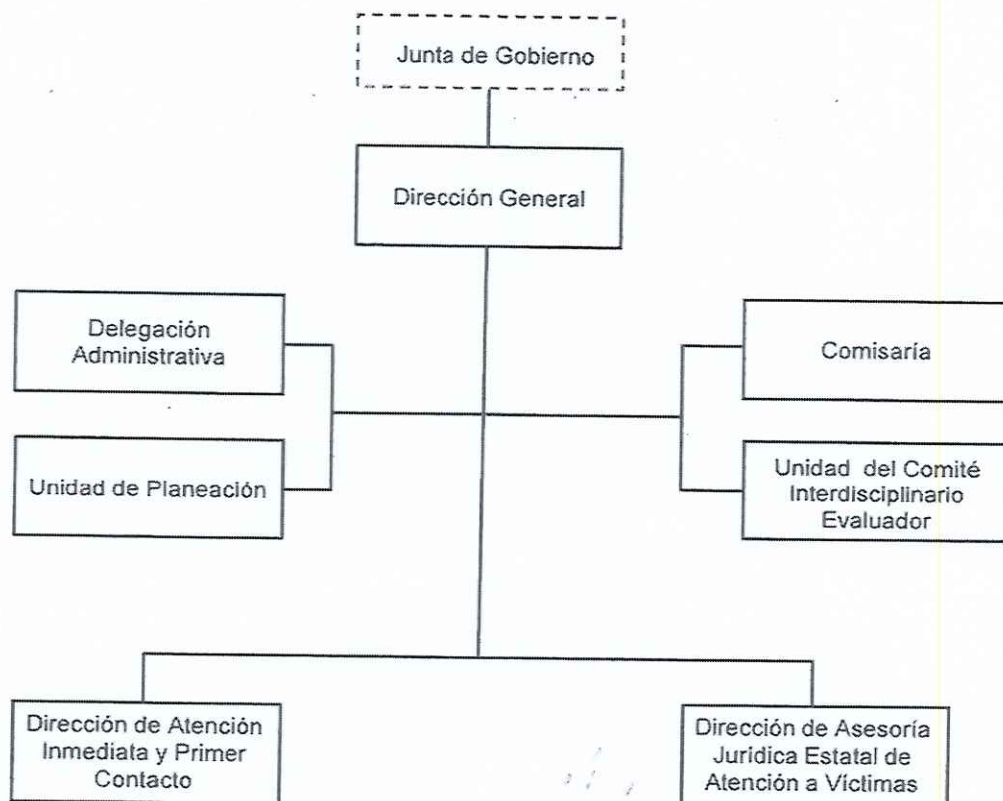 Junta de Gobierno
Dirección General
Delegación
Administrativa
Comisaría
Unidad de Planeación
Unidad del Comité
Interdisciplinario
Evaluador
Dirección de Atención
Inmediata y Primer
Contacto
Dirección de Asesoría
Jurídica Estatal de
Atención a Víctimas